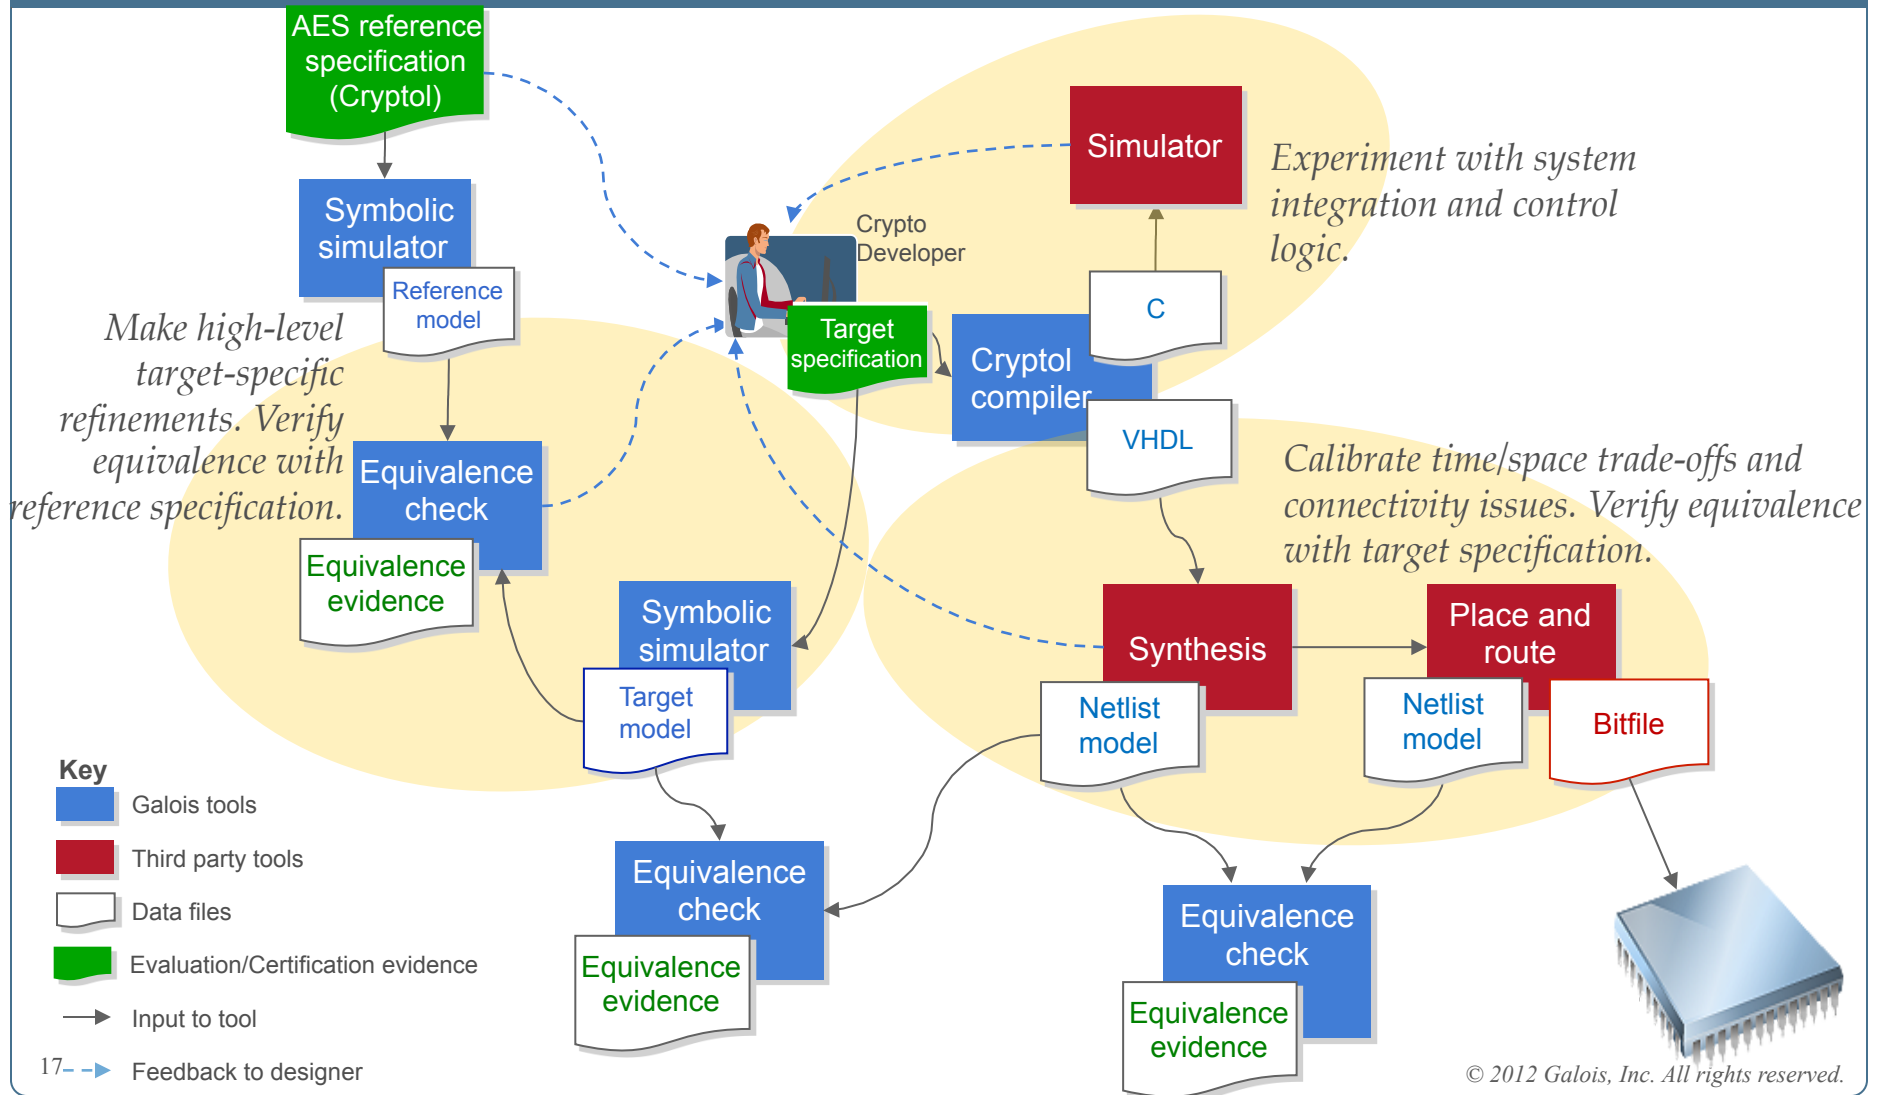 AES reference
specification
(Cryptol)
Symbolic
simulator
Reference
model
Make high-level
target-specific
refinements. Verify
equivalence with
reference specification.
Equivalence
check
Equivalence
evidence
Crypto
Developer
Target
specification
Simulator
Experiment with system
integration and control
logic.
C
Cryptol
compiler
VHDL
Calibrate time/space trade-offs and
connectivity issues. Verify equivalence
with target specification.
Symbolic
simulator
Target
model
Synthesis
Netlist
model
Place and
route
Netlist
model
Bitfile
Equivalence
check
Equivalence
evidence
Equivalence
check
Equivalence
evidence
Key
Galois tools
Third party tools
Data files
Evaluation/Certification evidence
Input to tool
Feedback to designer
17
© 2012 Galois, Inc. All rights reserved.